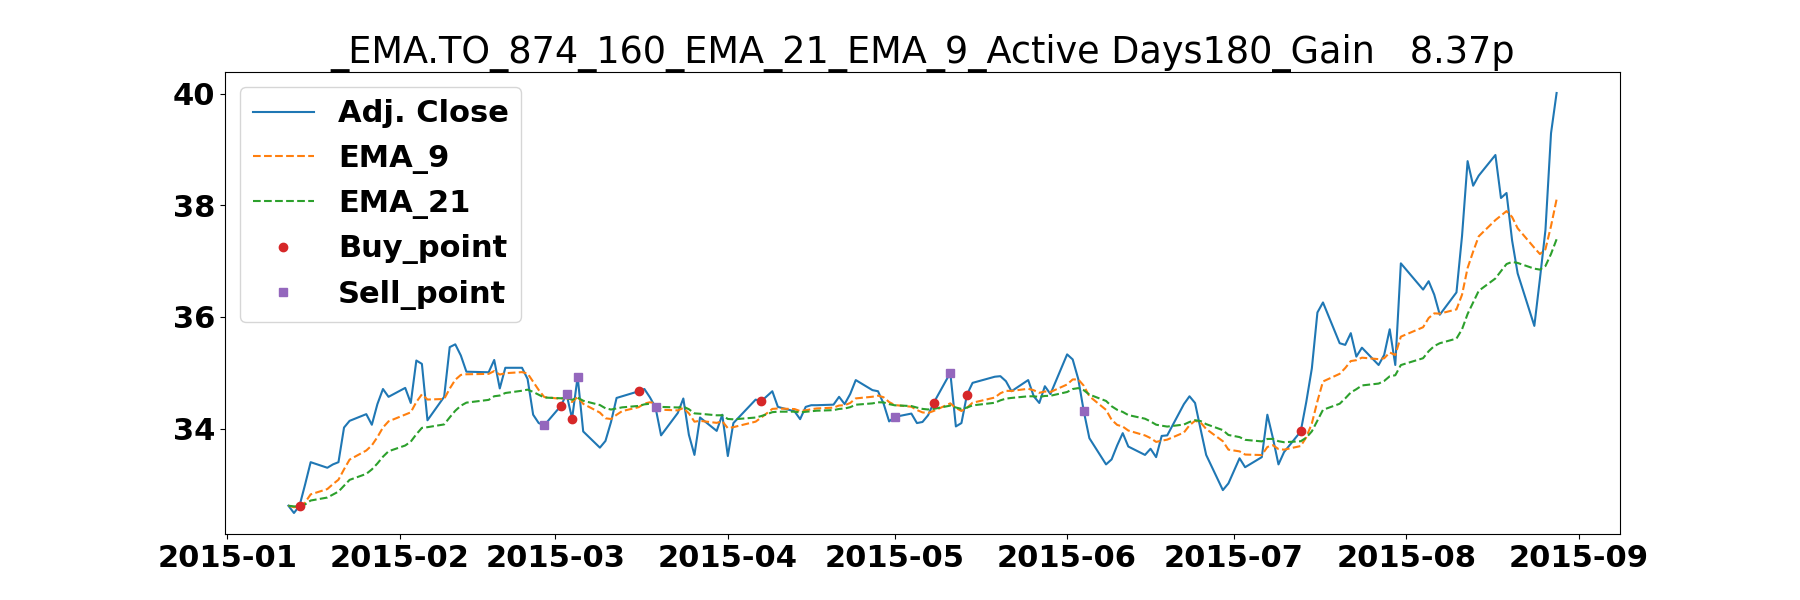 _EMA.TO_874_160_EMA_21_EMA_9_Active Days180_Gain   8.37p
40
38
36
34
Adj. Close
EMA_9
EMA_21
Buy_point
Sell_point
2015-01 2015-02 2015-03 2015-04 2015-05 2015-06 2015-07 2015-08 2015-09